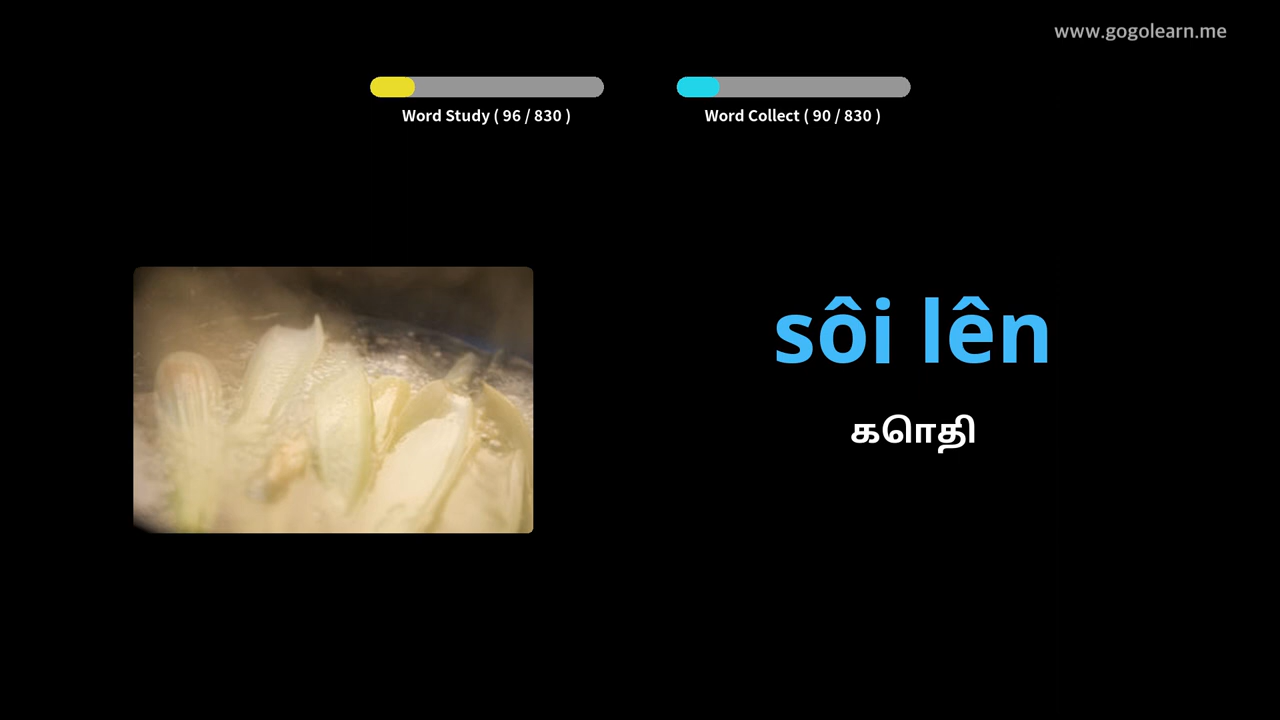 www.gogolearn.me
Word Study ( 96 / 830 )
Word Collect ( 90 / 830 )
sôi lên
கொதி